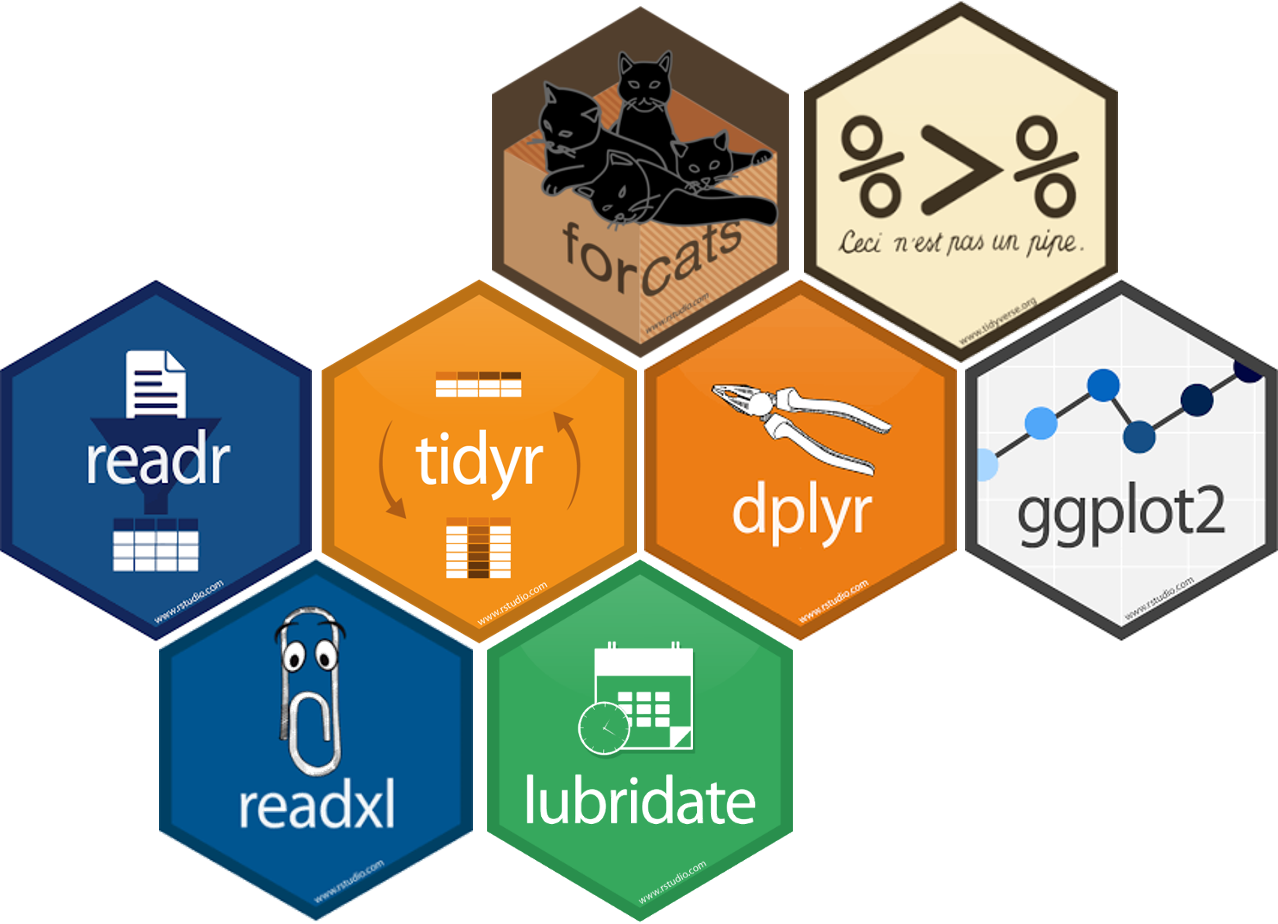 forcats
www.rstudio.com
%>%
Ceci n'est pas un pipe.
www.tidyverse.org
readr
www.rstudio.com
tidyr
www.rstudio.com
dplyr
www.rstudio.com
ggplot2
www.rstudio.com
readxl
www.rstudio.com
lubridate
www.rstudio.com